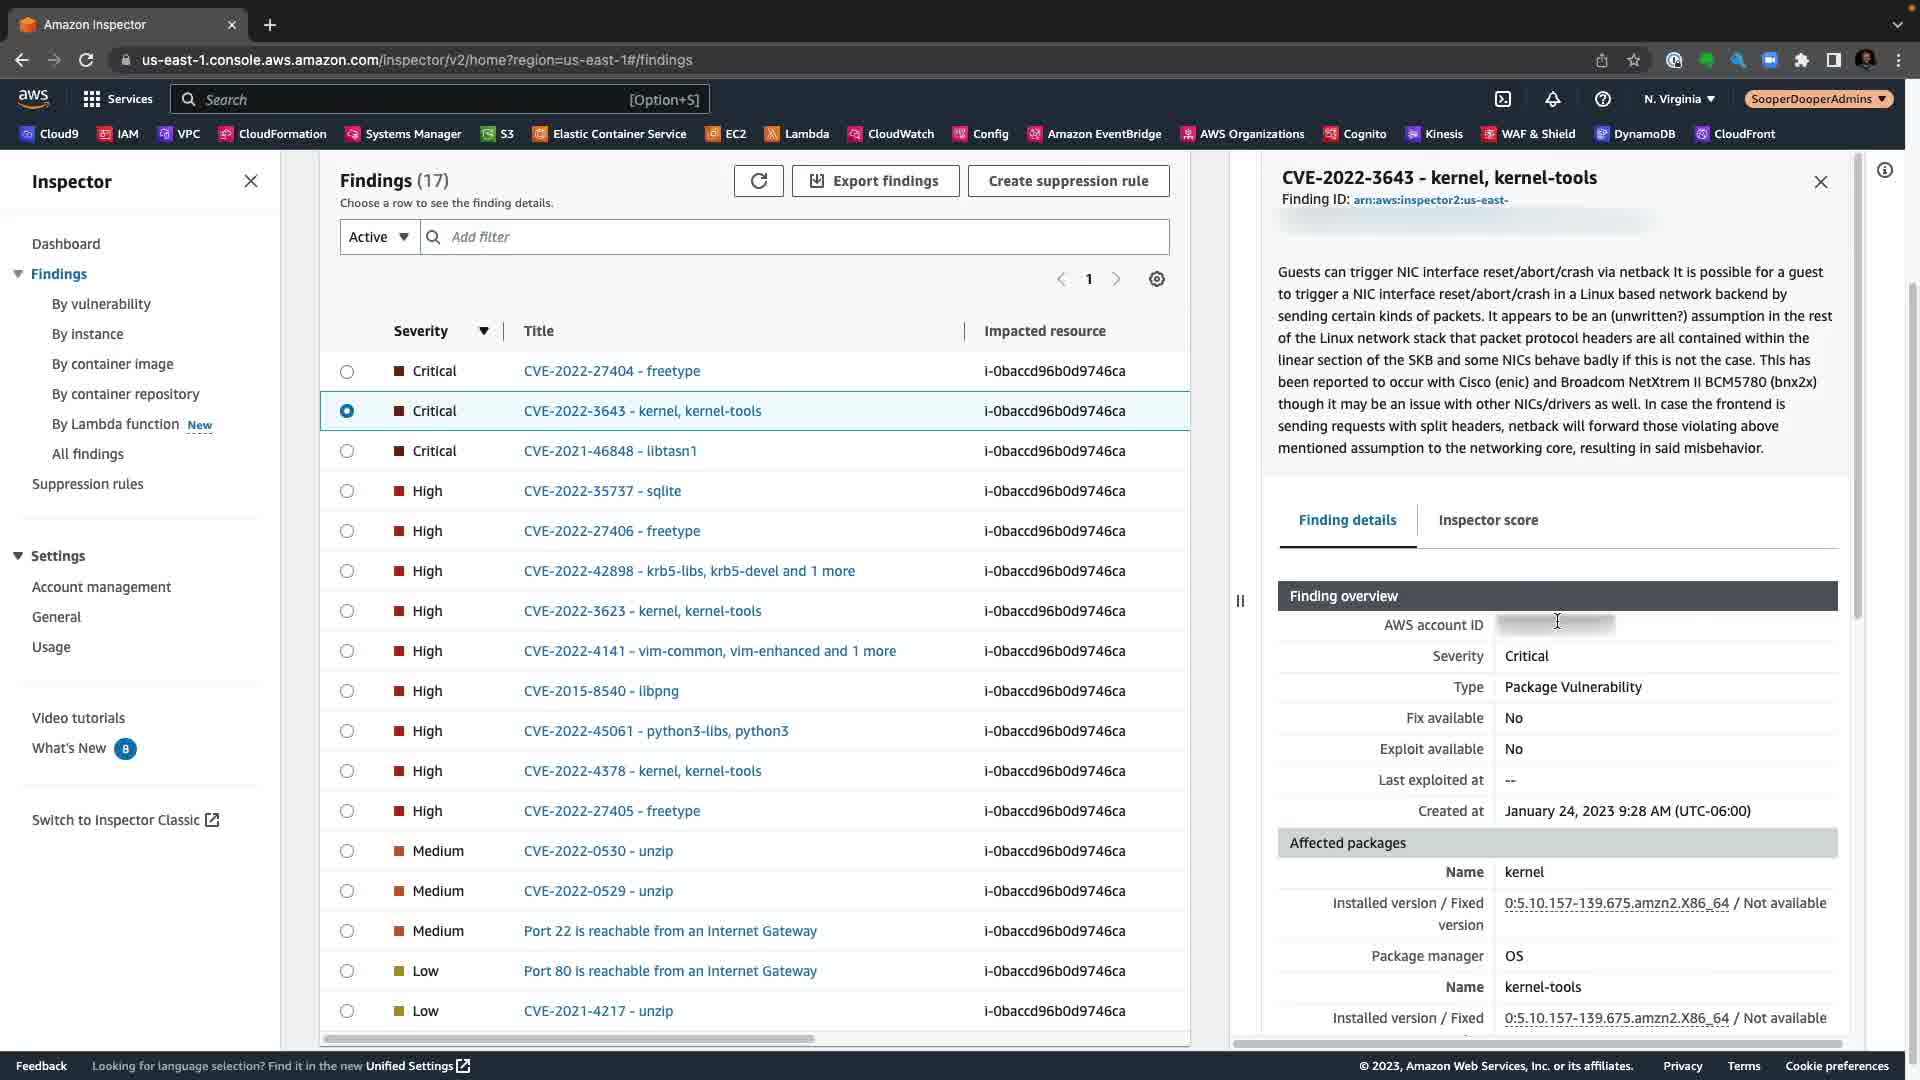 Amazon Inspector
us-east-1.console.aws.amazon.com/inspector/v2/home?region=us-east-1#/findings
aws
Services
Search
[Option+S]
N. Virginia
SooperDooperAdmins
Cloud9
IAM
VPC
CloudFormation
Systems Manager
S3
Elastic Container Service
EC2
Lambda
CloudWatch
Config
Amazon EventBridge
AWS Organizations
Cognito
Kinesis
WAF & Shield
DynamoDB
CloudFront
Inspector
Dashboard
Findings
By vulnerability
By instance
By container image
By container repository
By Lambda function New
All findings
Suppression rules
Settings
Account management
General
Usage
Video tutorials
What's New 8
Switch to Inspector Classic
Findings (17)
Choose a row to see the finding details.
Export findings
Create suppression rule
Active
Add filter
1
Severity Title Impacted resource
Critical CVE-2022-27404 - freetype i-0baccd96b0d9746ca
Critical CVE-2022-3643 - kernel, kernel-tools i-0baccd96b0d9746ca
Critical CVE-2021-46848 - libtasn1 i-0baccd96b0d9746ca
High CVE-2022-35737 - sqlite i-0baccd96b0d9746ca
High CVE-2022-27406 - freetype i-0baccd96b0d9746ca
High CVE-2022-42898 - krb5-libs, krb5-devel and 1 more i-0baccd96b0d9746ca
High CVE-2022-3623 - kernel, kernel-tools i-0baccd96b0d9746ca
High CVE-2022-4141 - vim-common, vim-enhanced and 1 more i-0baccd96b0d9746ca
High CVE-2015-8540 - libpng i-0baccd96b0d9746ca
High CVE-2022-45061 - python3-libs, python3 i-0baccd96b0d9746ca
High CVE-2022-4378 - kernel, kernel-tools i-0baccd96b0d9746ca
High CVE-2022-27405 - freetype i-0baccd96b0d9746ca
Medium CVE-2022-0530 - unzip i-0baccd96b0d9746ca
Medium CVE-2022-0529 - unzip i-0baccd96b0d9746ca
Medium Port 22 is reachable from an Internet Gateway i-0baccd96b0d9746ca
Low Port 80 is reachable from an Internet Gateway i-0baccd96b0d9746ca
Low CVE-2021-4217 - unzip i-0baccd96b0d9746ca
CVE-2022-3643 - kernel, kernel-tools
Finding ID: arn:aws:inspector2:us-east-
Guests can trigger NIC interface reset/abort/crash via netback It is possible for a guest
to trigger a NIC interface reset/abort/crash in a Linux based network backend by
sending certain kinds of packets. It appears to be an (unwritten?) assumption in the rest
of the Linux network stack that packet protocol headers are all contained within the
linear section of the SKB and some NICs behave badly if this is not the case. This has
been reported to occur with Cisco (enic) and Broadcom NetXtrem II BCM5780 (bnx2x)
though it may be an issue with other NICs/drivers as well. In case the frontend is
sending requests with split headers, netback will forward those violating above
mentioned assumption to the networking core, resulting in said misbehavior.
Finding details
Inspector score
Finding overview
AWS account ID
Severity Critical
Type Package Vulnerability
Fix available No
Exploit available No
Last exploited at --
Created at January 24, 2023 9:28 AM (UTC-06:00)
Affected packages
Name kernel
Installed version / Fixed 0:5.10.157-139.675.amzn2.X86_64 / Not available
version
Package manager OS
Name kernel-tools
Installed version / Fixed 0:5.10.157-139.675.amzn2.X86_64 / Not available
Feedback
Looking for language selection? Find it in the new Unified Settings
© 2023, Amazon Web Services, Inc. or its affiliates.
Privacy
Terms
Cookie preferences